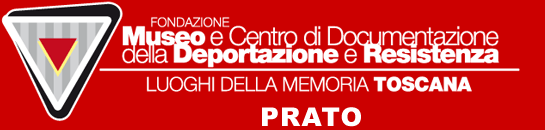 FONDAZIONE
Museo e Centro di Documentazione
della Deportazione e Resistenza
LUOGHI DELLA MEMORIA TOSCANA
PRATO